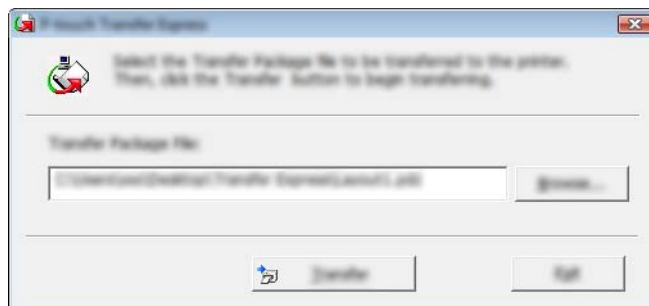 P-touch Transfer Express
Select the Transfer Package file to be transferred to the printer.
Then, click the Transfer button to begin transferring.
Transfer Package File:
Browse...
Transfer
Exit